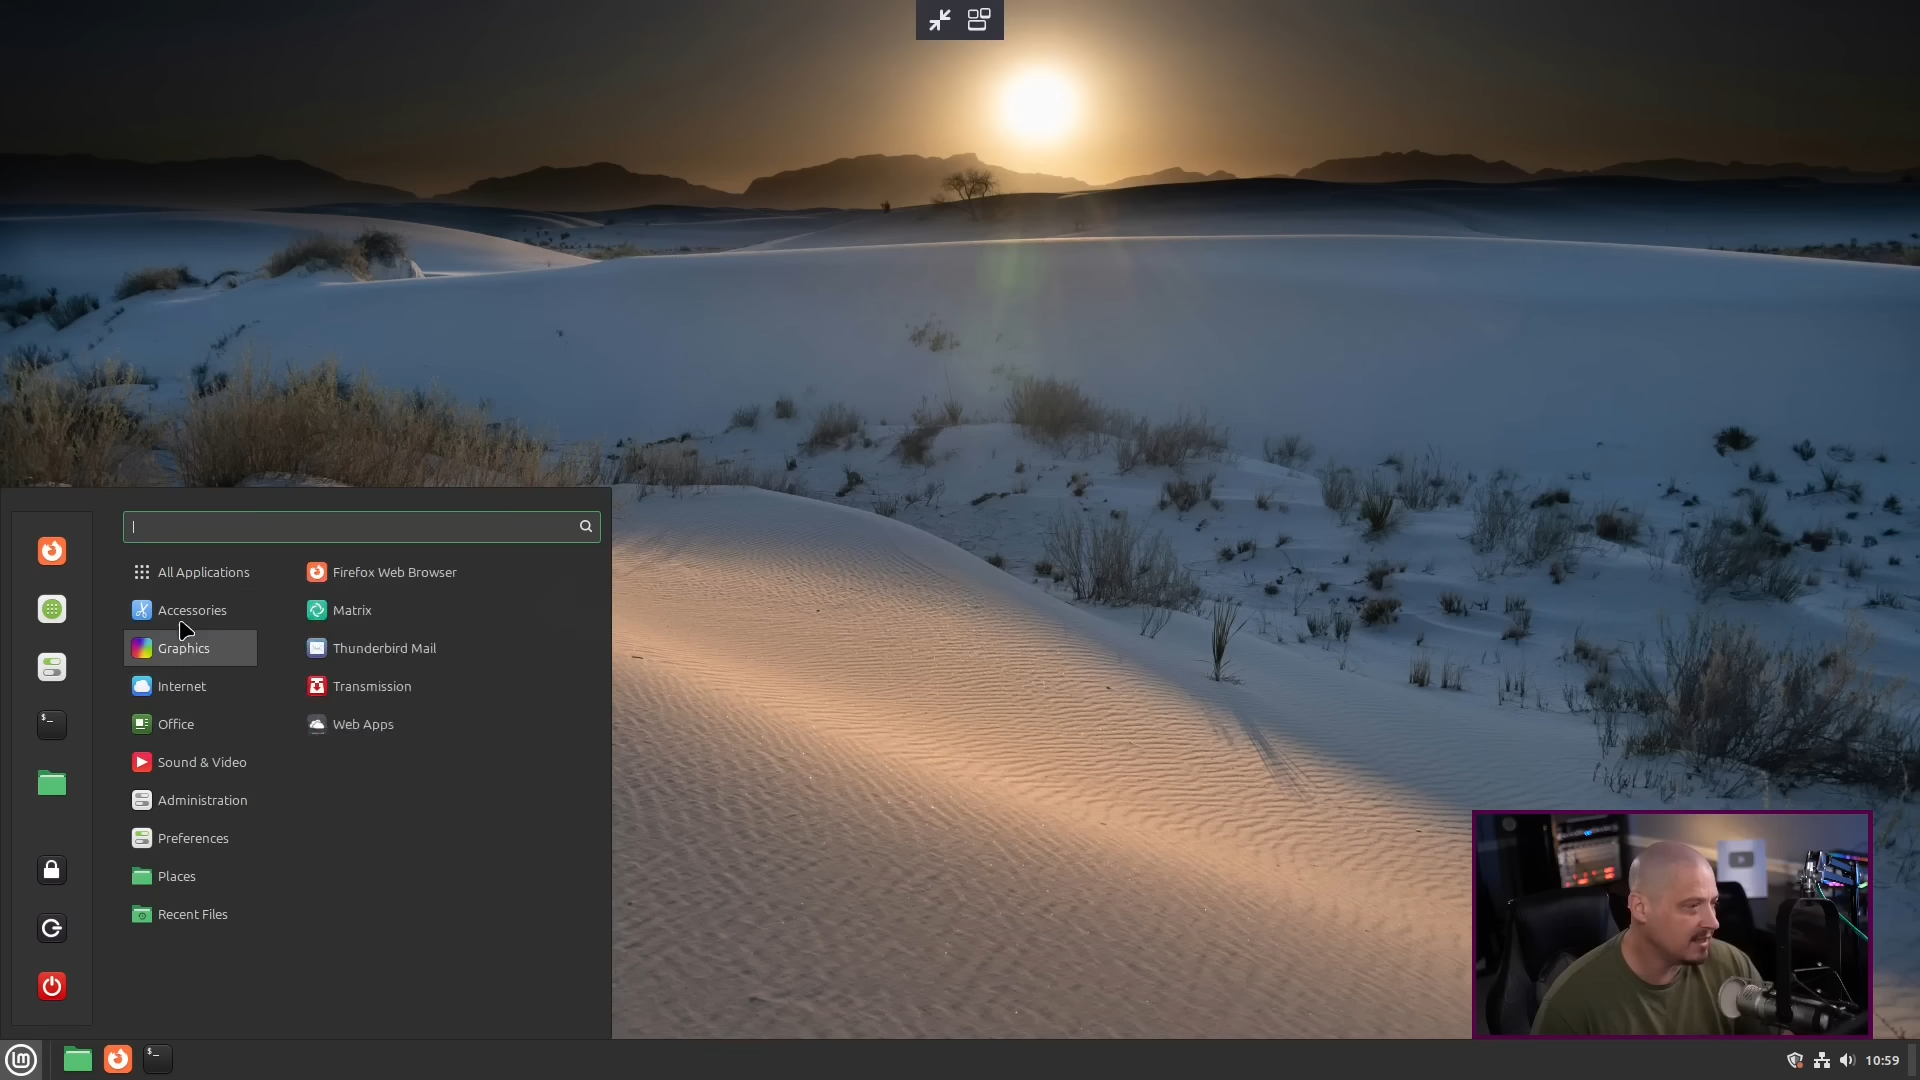 All Applications
Accessories
Graphics
Internet
Office
Sound & Video
Administration
Preferences
Places
Recent Files
Firefox Web Browser
Matrix
Thunderbird Mail
Transmission
Web Apps
$_
lm
$_
10:59